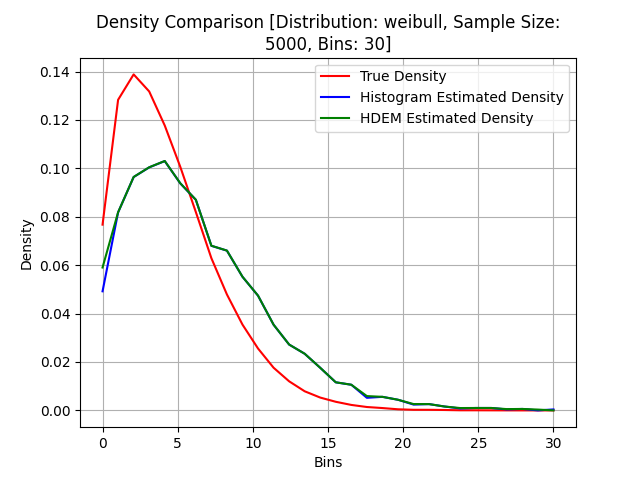 Density Comparison [Distribution: weibull, Sample Size:
5000, Bins: 30]
True Density
Histogram Estimated Density
HDEM Estimated Density
Density
0.14
0.12
0.10
0.08
0.06
0.04
0.02
0.00
0 5 10 15 20 25 30
Bins